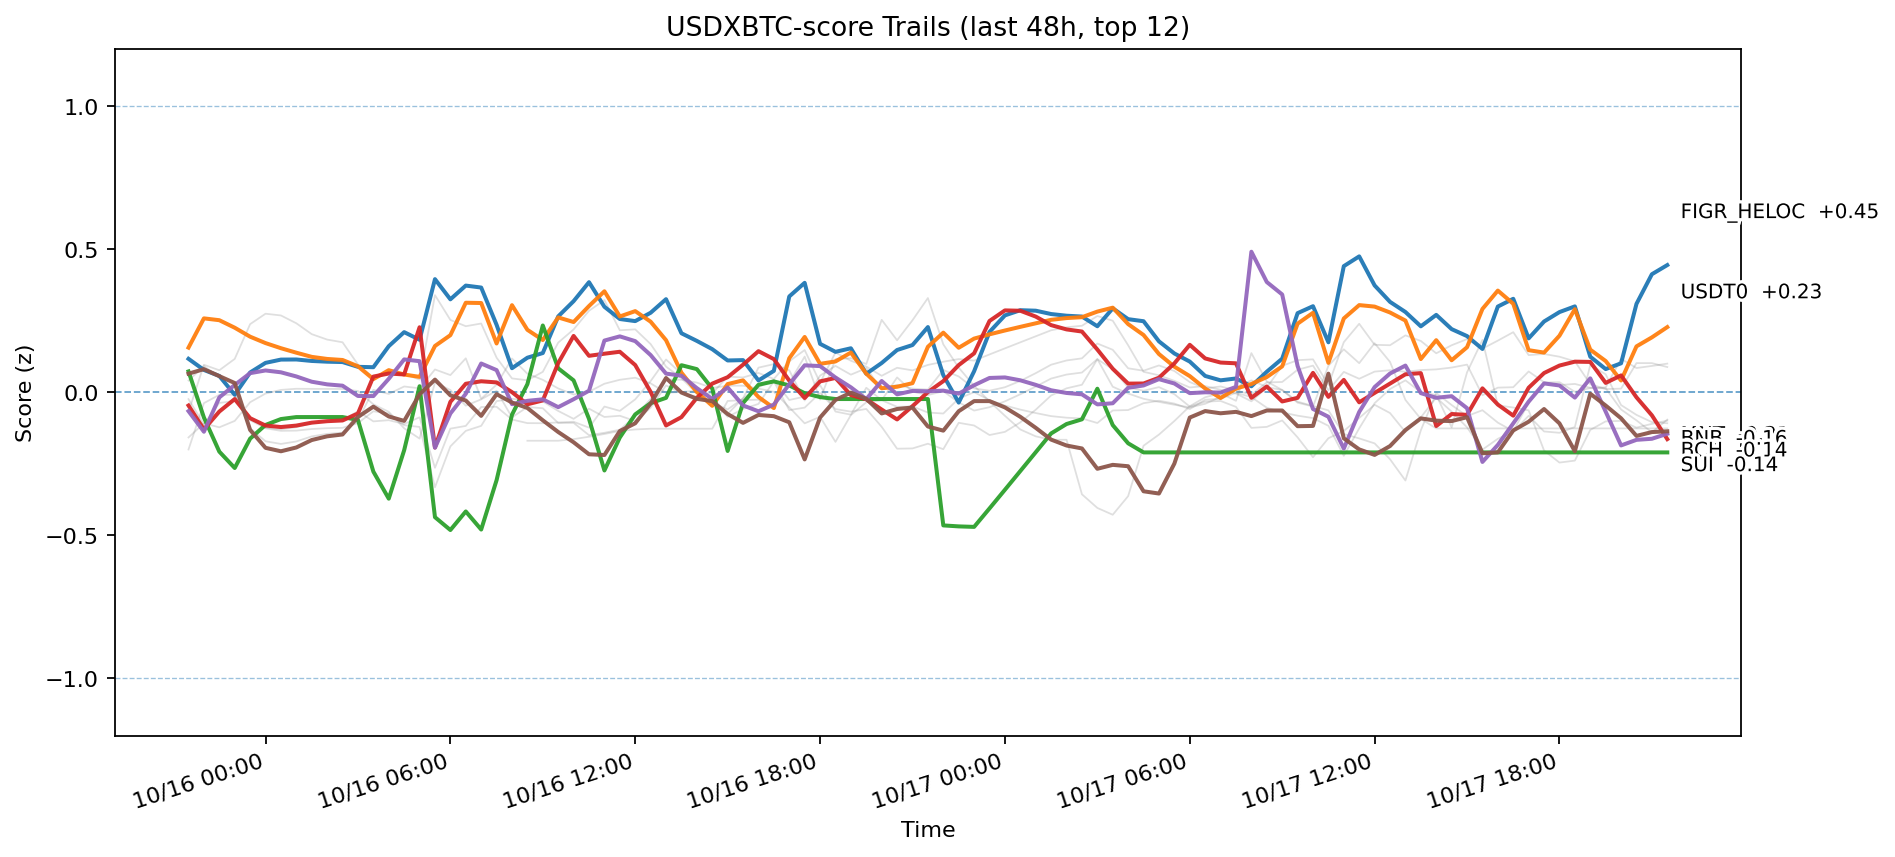 USDXBTC-score Trails (last 48h, top 12)
Score (z)
1.0
0.5
0.0
−0.5
−1.0
FIGR_HELOC +0.45
USDT0 +0.23
BNB
BCH -0.14
SUI -0.14
10/16 00:00
10/16 06:00
10/16 12:00
10/16 18:00
10/17 00:00
10/17 06:00
10/17 12:00
10/17 18:00
Time